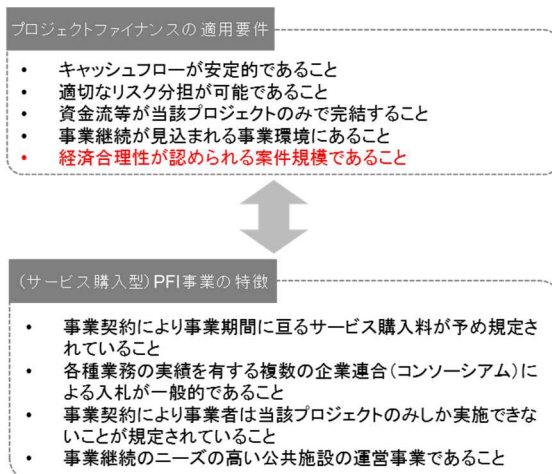 プロジェクトファイナンスの適用要件
• キャッシュフローが安定的であること
• 適切なリスク分担が可能であること
• 資金流等が当該プロジェクトのみで完結すること
• 事業継続が見込まれる事業環境にあること
• 経済合理性が認められる案件規模であること
(サービス購入型)PFI事業の特徴
• 事業契約により事業期間に亘るサービス購入料が予め規定さ
れていること
• 各種業務の実績を有する複数の企業連合(コンソーシアム)に
よる入札が一般的であること
• 事業契約により事業者は当該プロジェクトのみしか実施できな
いことが規定されていること
• 事業継続のニーズの高い公共施設の運営事業であること